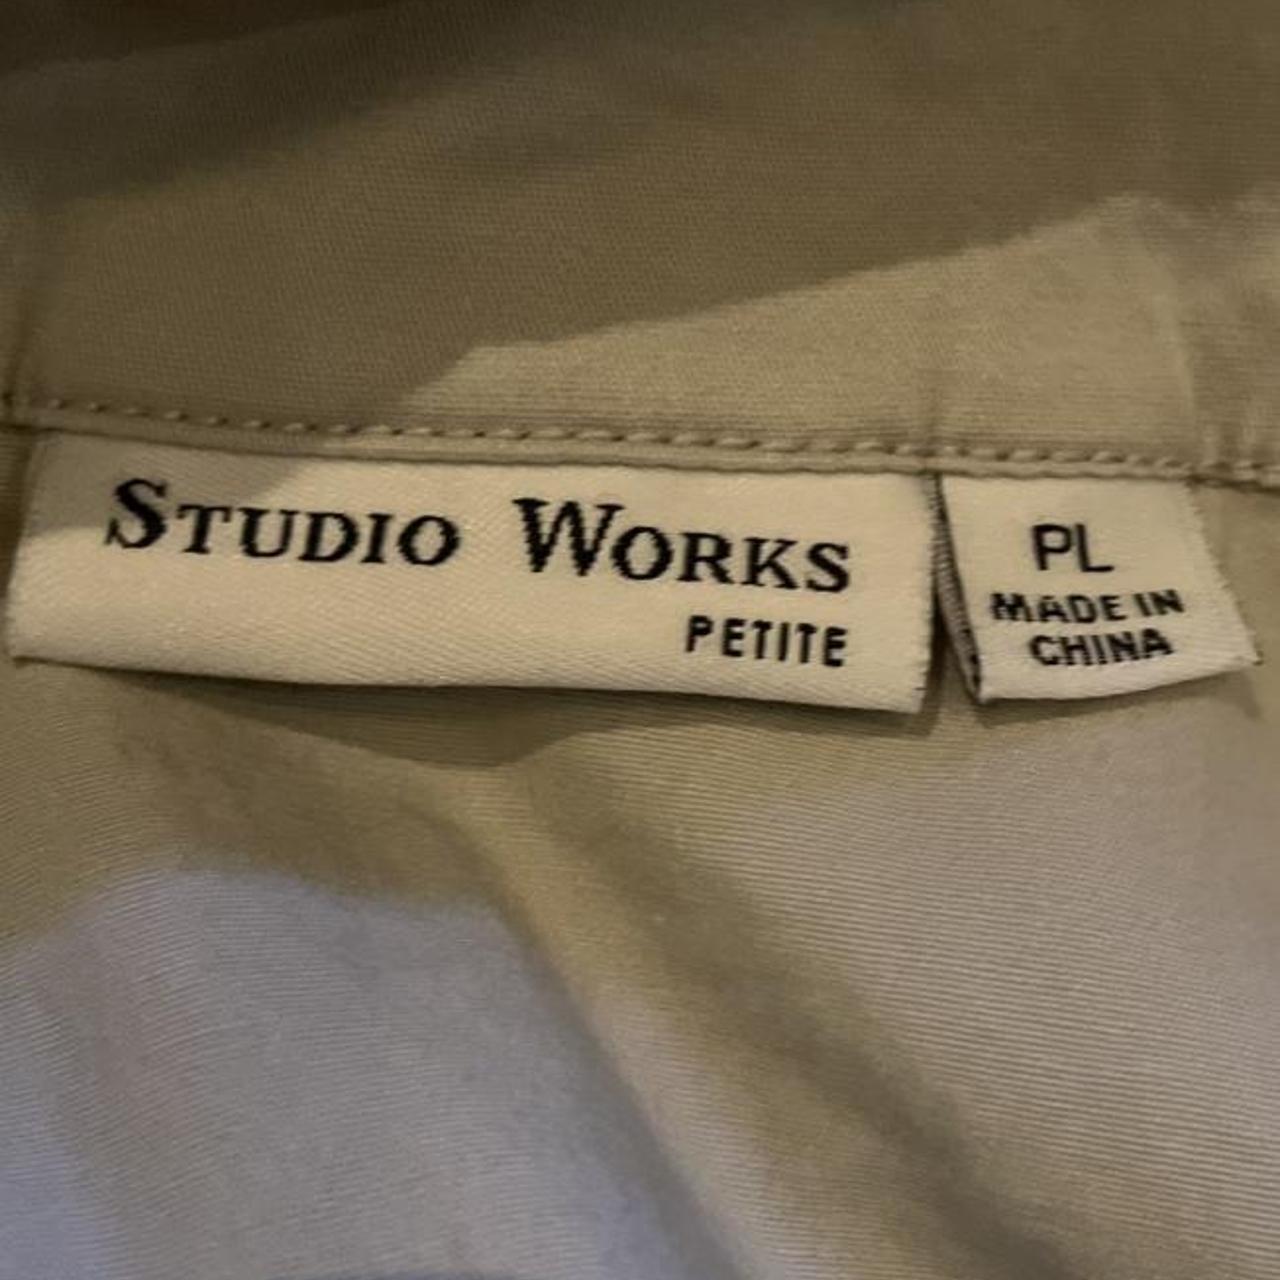 STUDIO WORKS
PETITE
PL
MADE IN
CHINA